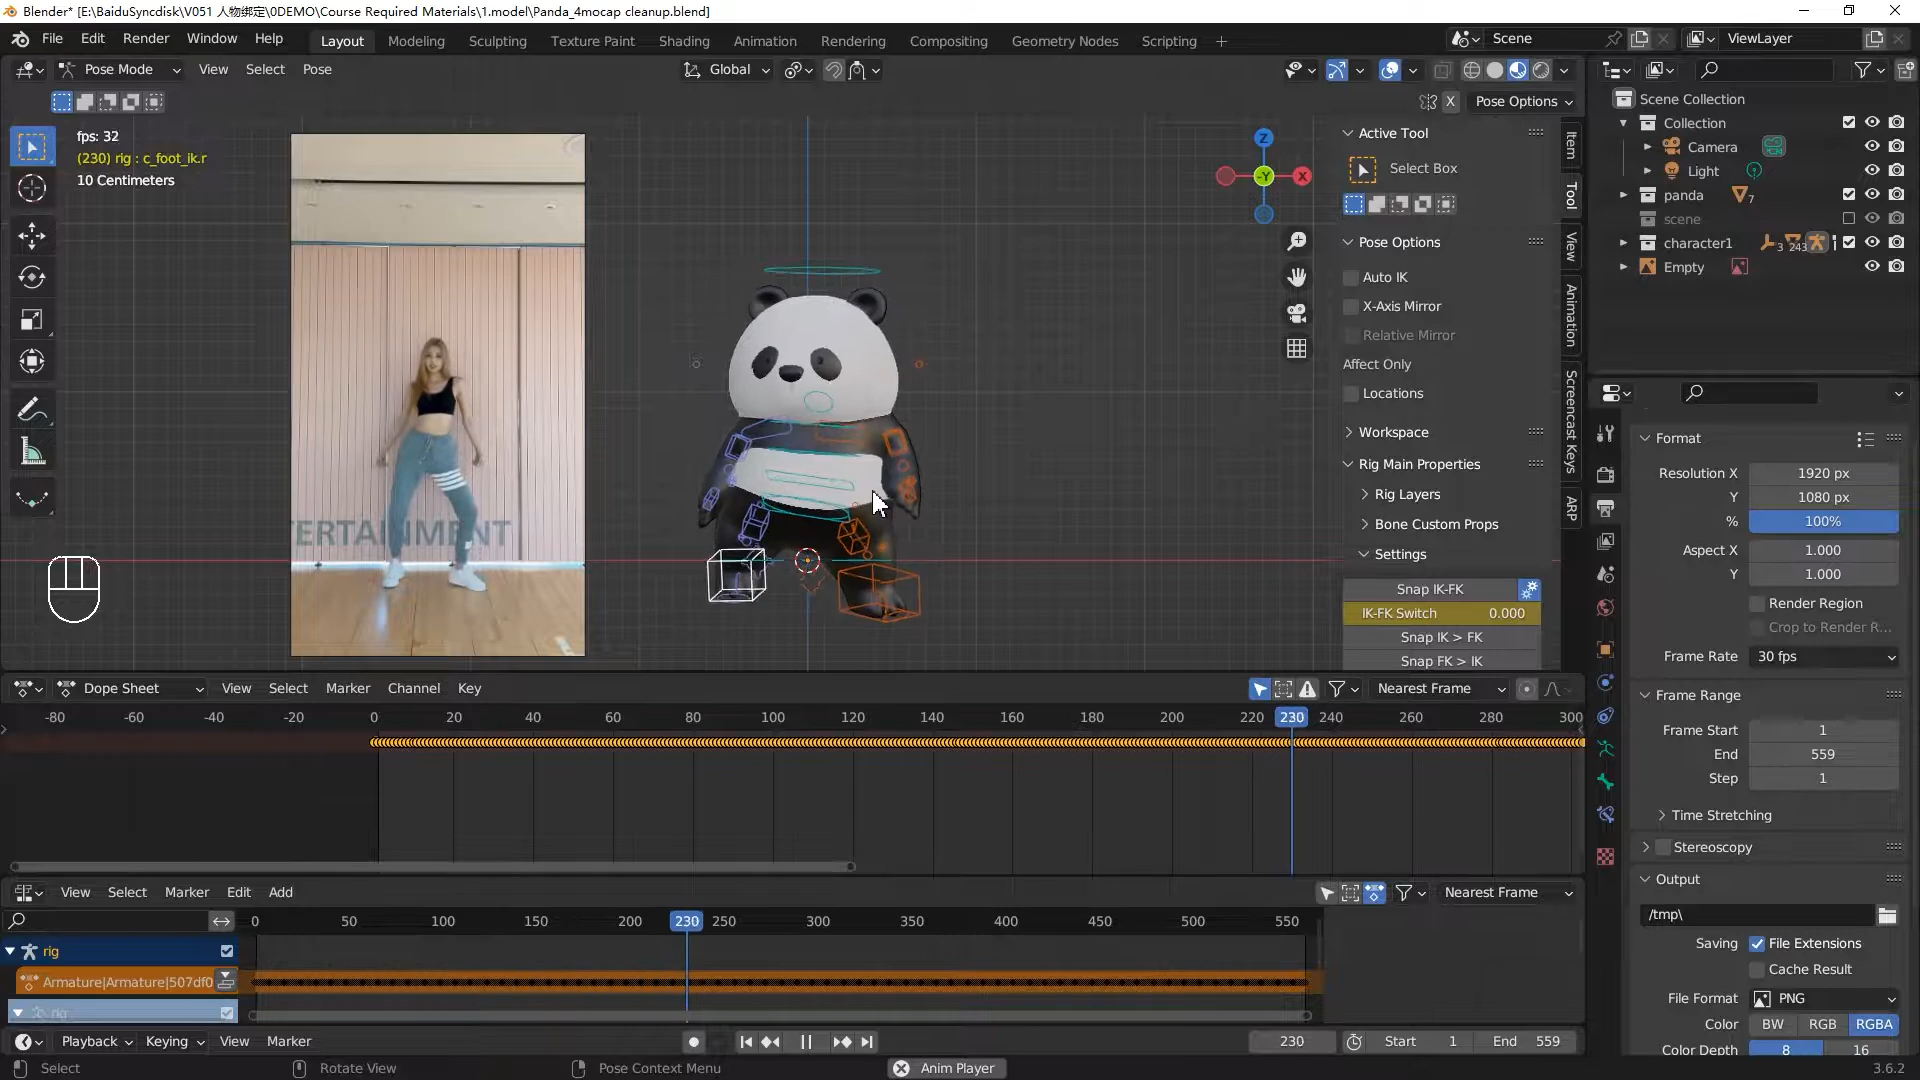 Blender* [E:\BaiduSyncdisk\V051 人物绑定\0DEMO\Course Required Materials\1.model\Panda_4mocap cleanup.blend]
File Edit Render Window Help
Layout Modeling Sculpting Texture Paint Shading Animation Rendering Compositing Geometry Nodes Scripting +
Scene
ViewLayer
Pose Mode View Select Pose
Global
X Pose Options
fps: 32
(230) rig : c_foot_ik.r
10 Centimeters
ERTAINMENT
Z
-Y
X
Active Tool
Select Box
Pose Options
Auto IK
X-Axis Mirror
Relative Mirror
Affect Only
Locations
Workspace
Rig Main Properties
Rig Layers
Bone Custom Props
Settings
Snap IK-FK
IK-FK Switch 0.000
Snap IK > FK
Snap FK > IK
Item
Tool
View
Animation
Screencast Keys
ARP
Scene Collection
Collection
Camera
Light
panda 7
scene
character1 3 243
Empty
Format
Resolution X 1920 px
Y 1080 px
% 100%
Aspect X 1.000
Y 1.000
Render Region
Crop to Render R...
Frame Rate 30 fps
Frame Range
Frame Start 1
End 559
Step 1
Time Stretching
Stereoscopy
Output
/tmp\
Saving File Extensions
Cache Result
File Format PNG
Color BW RGB RGBA
Color Depth 8 16
Dope Sheet View Select Marker Channel Key
Nearest Frame
-80 -60 -40 -20 0 20 40 60 80 100 120 140 160 180 200 220 230 240 260 280 300
View Select Marker Edit Add
Nearest Frame
0 50 100 150 200 230 250 300 350 400 450 500 550
rig
Armature|Armature|507df0
rig
Playback Keying View Marker
230 Start 1 End 559
Select Rotate View Pose Context Menu Anim Player 3.6.2